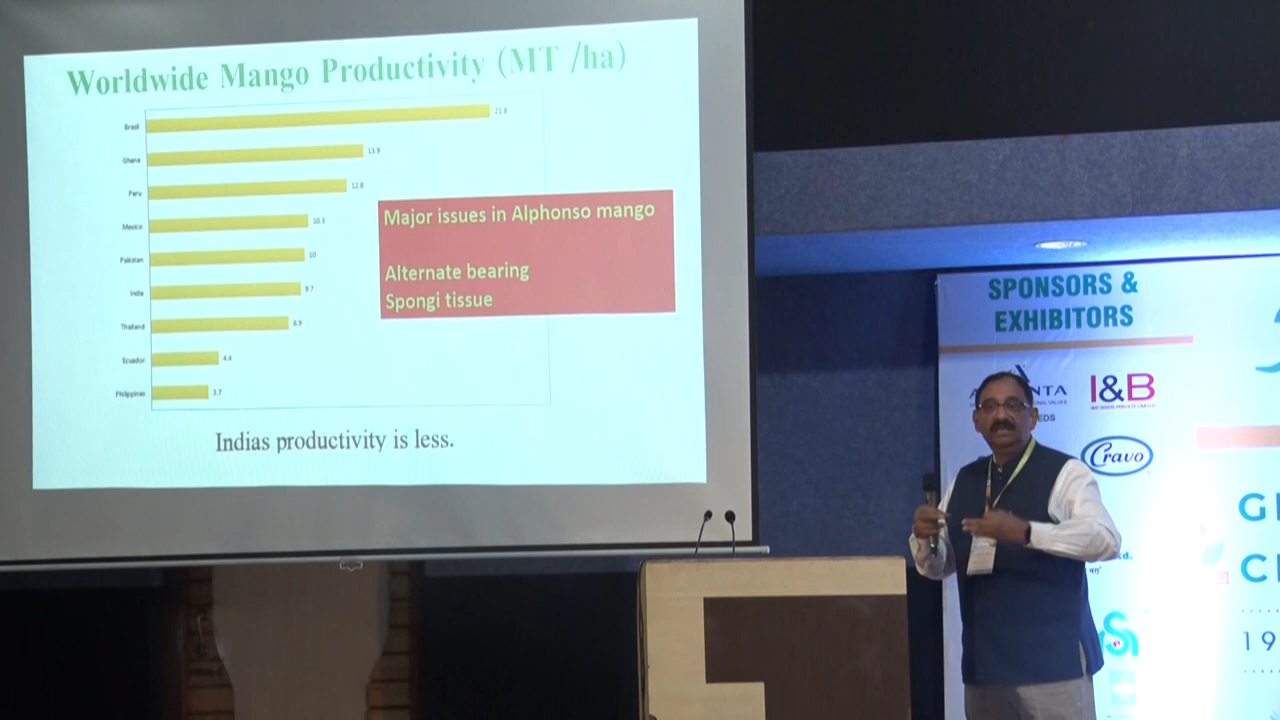 Worldwide Mango Productivity (MT /ha)
Brasil 21.8
Ghana 13.9
Peru 12.8
Mexico 10.3
Pakistan 10
India 9.7
Thailand 8.9
Ecuador 4.4
Philippines 3.7
Major issues in Alphonso mango
Alternate bearing
Spongi tissue
Indias productivity is less.
SPONSORS &
EXHIBITORS
I&B
Cravo
19